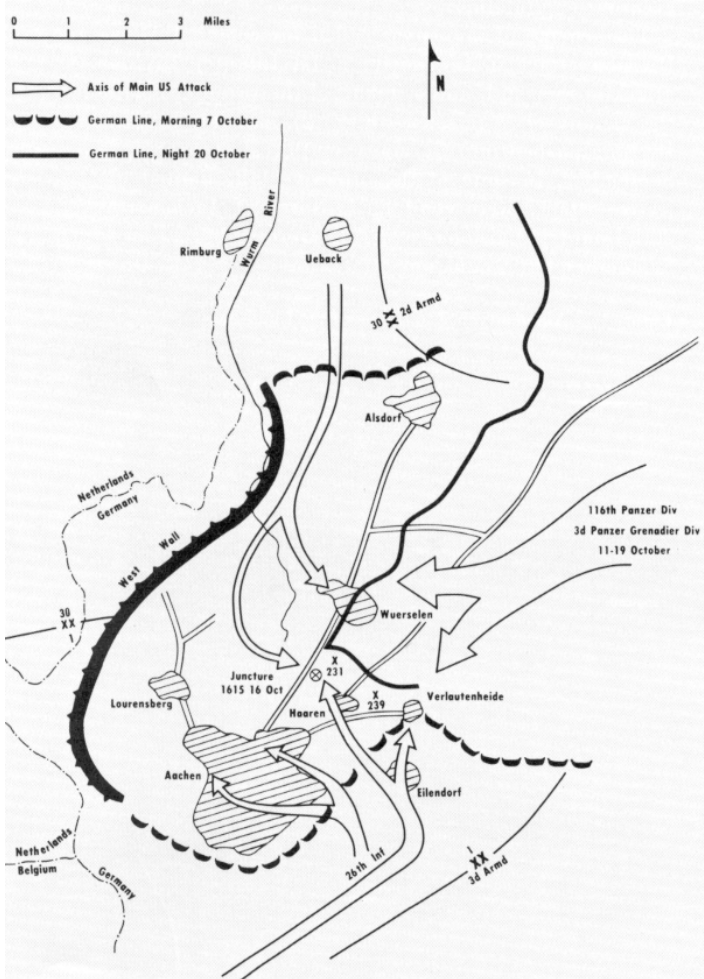 0 1 2 3 Miles
N
Axis of Main US Attack
German Line, Morning 7 October
German Line, Night 20 October
Rimburg
Wurm River
Ueback
30 XX 2d Armd
Alsdorf
Netherlands
Germany
West Wall
116th Panzer Div
3d Panzer Grenadier Div
11-19 October
30
XX
1
Wuerselen
Juncture
1615 16 Oct
X
231
Lourensberg
Haaren
X
239
Verlautenheide
Aachen
Eilendorf
26th Inf
1
XX
3d Armd
Netherlands
Belgium
Germany